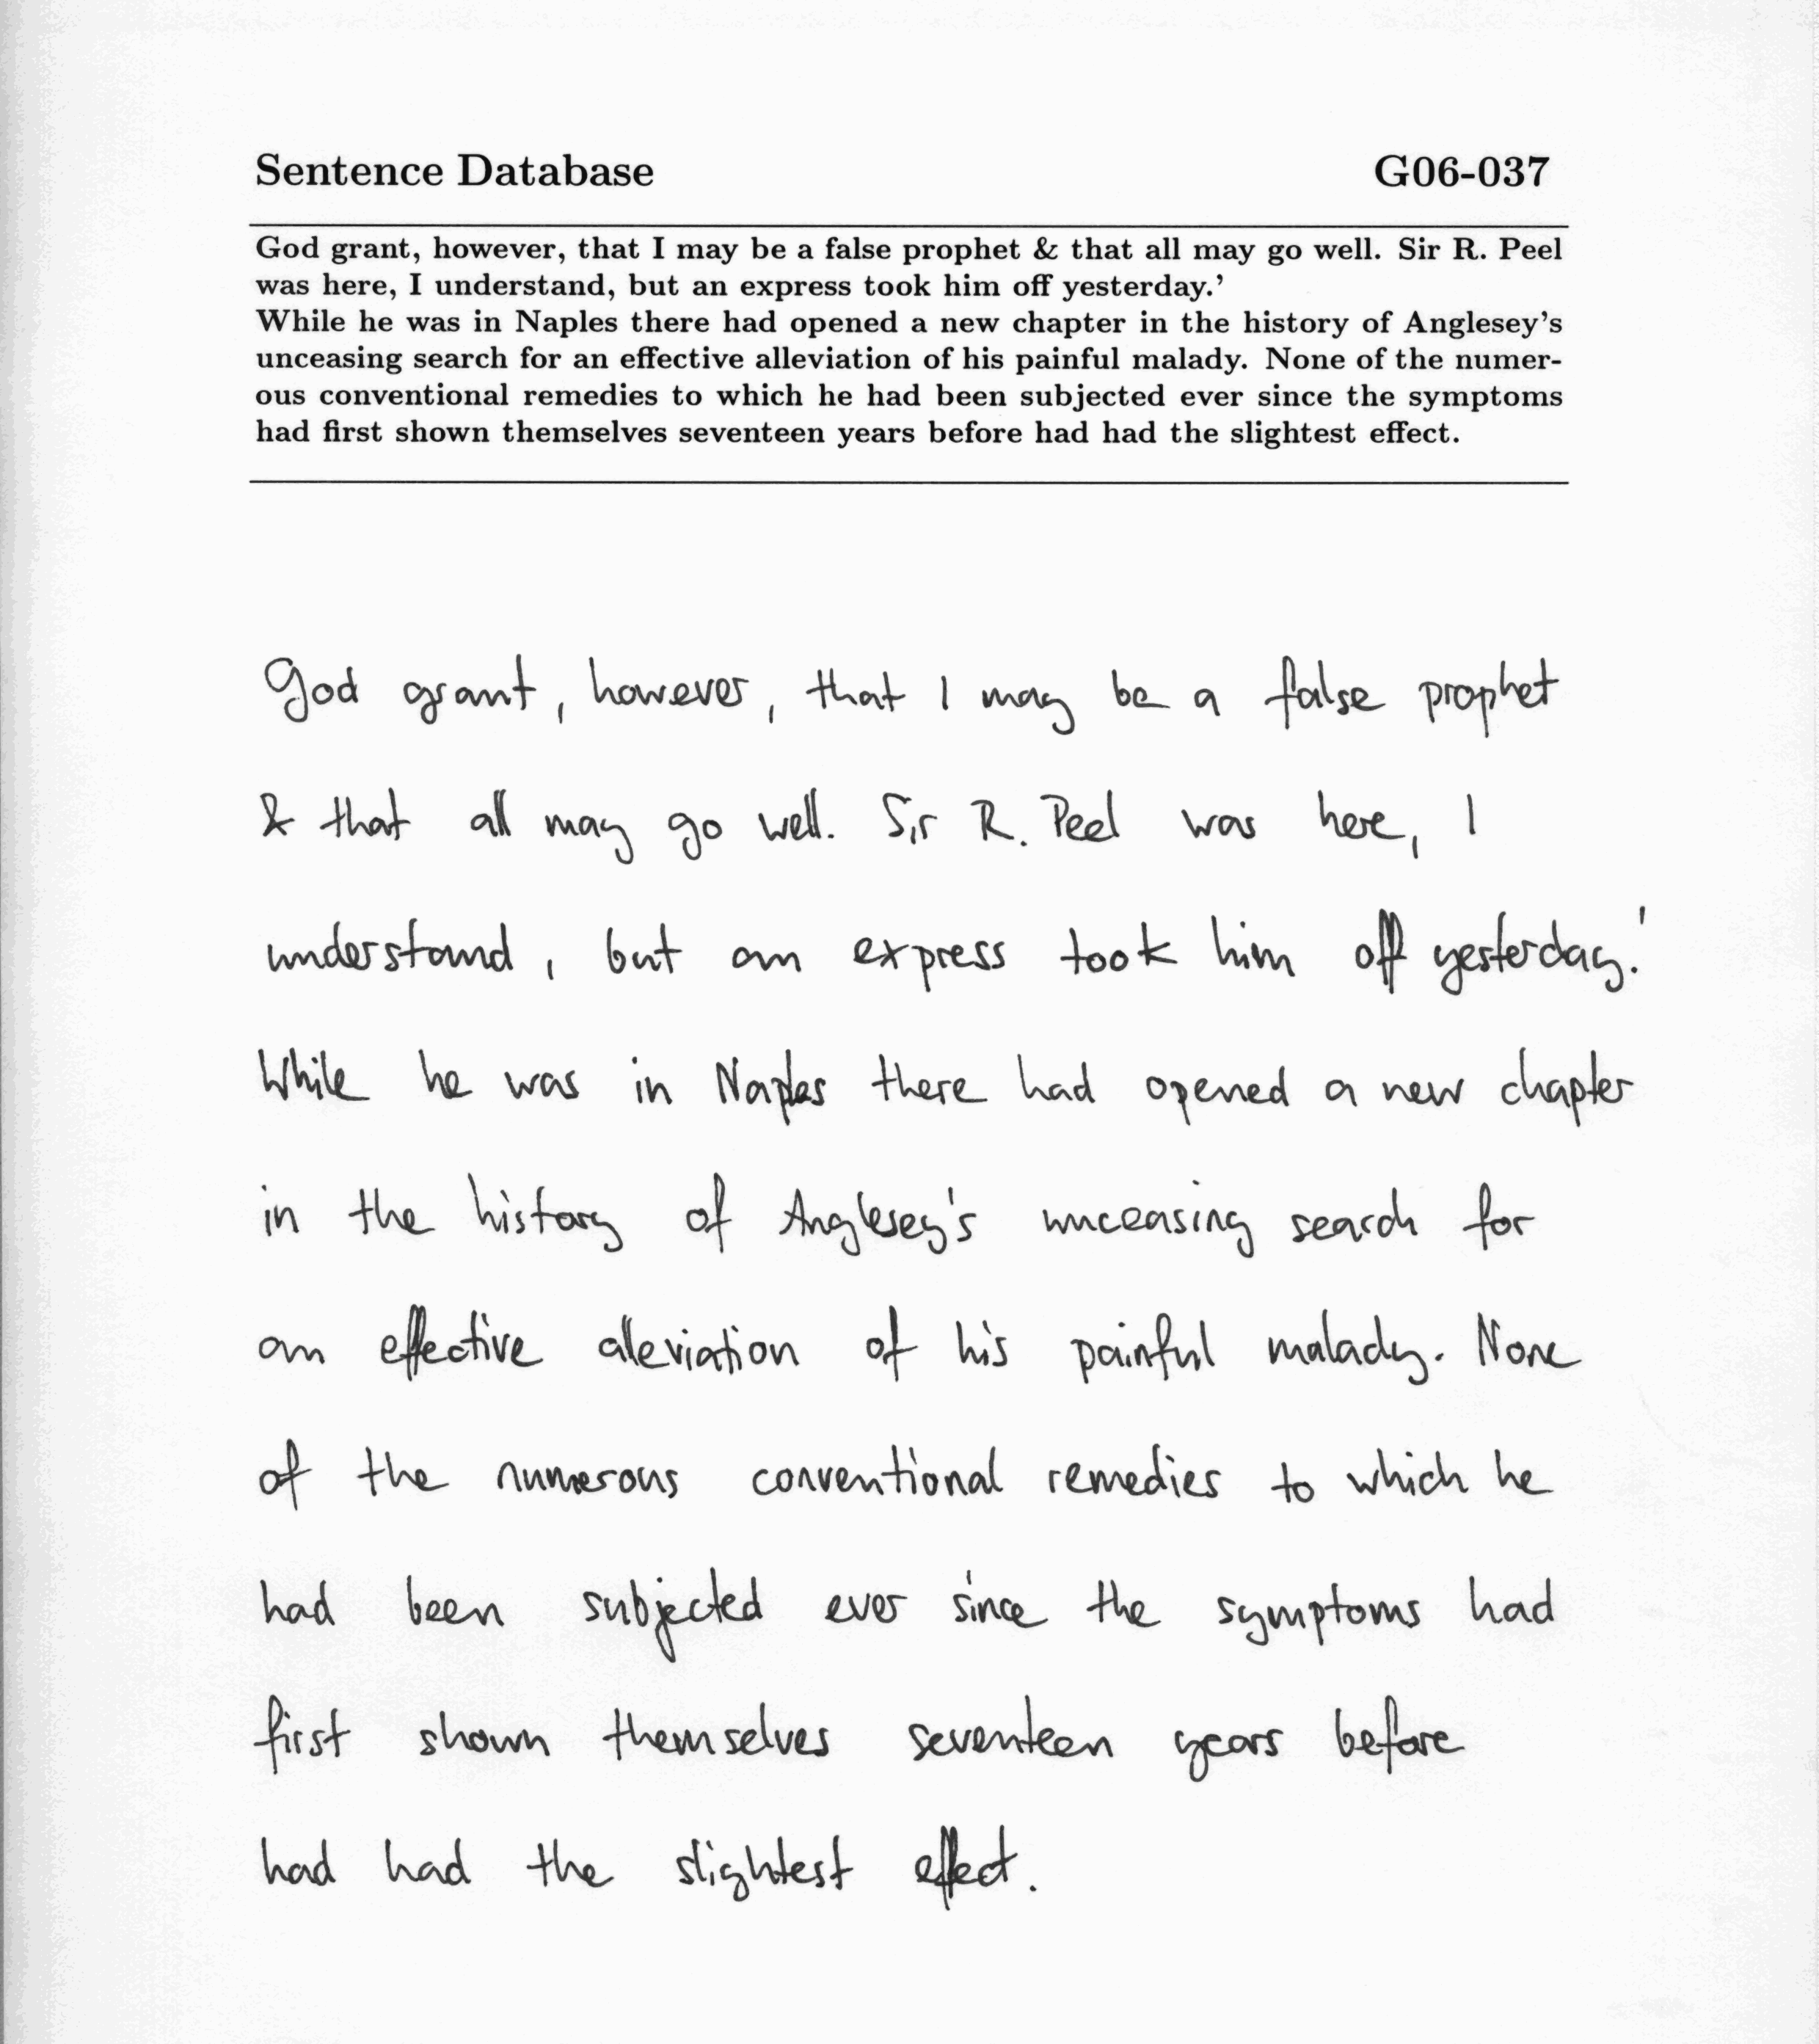 Sentence Database G06-037
God grant, however, that I may be a false prophet & that all may go well. Sir R. Peel
was here, I understand, but an express took him off yesterday.’
While he was in Naples there had opened a new chapter in the history of Anglesey’s
unceasing search for an effective alleviation of his painful malady. None of the numer-
ous conventional remedies to which he had been subjected ever since the symptoms
had first shown themselves seventeen years before had had the slightest effect.
God grant, however, that I may be a false prophet
& that all may go well. Sir R. Peel was here, I
understand, but an express took him off yesterday.'
While he was in Naples there had opened a new chapter
in the history of Anglesey's unceasing search for
an effective alleviation of his painful malady. None
of the numerous conventional remedies to which he
had been subjected ever since the symptoms had
first shown themselves seventeen years before
had had the slightest effect.